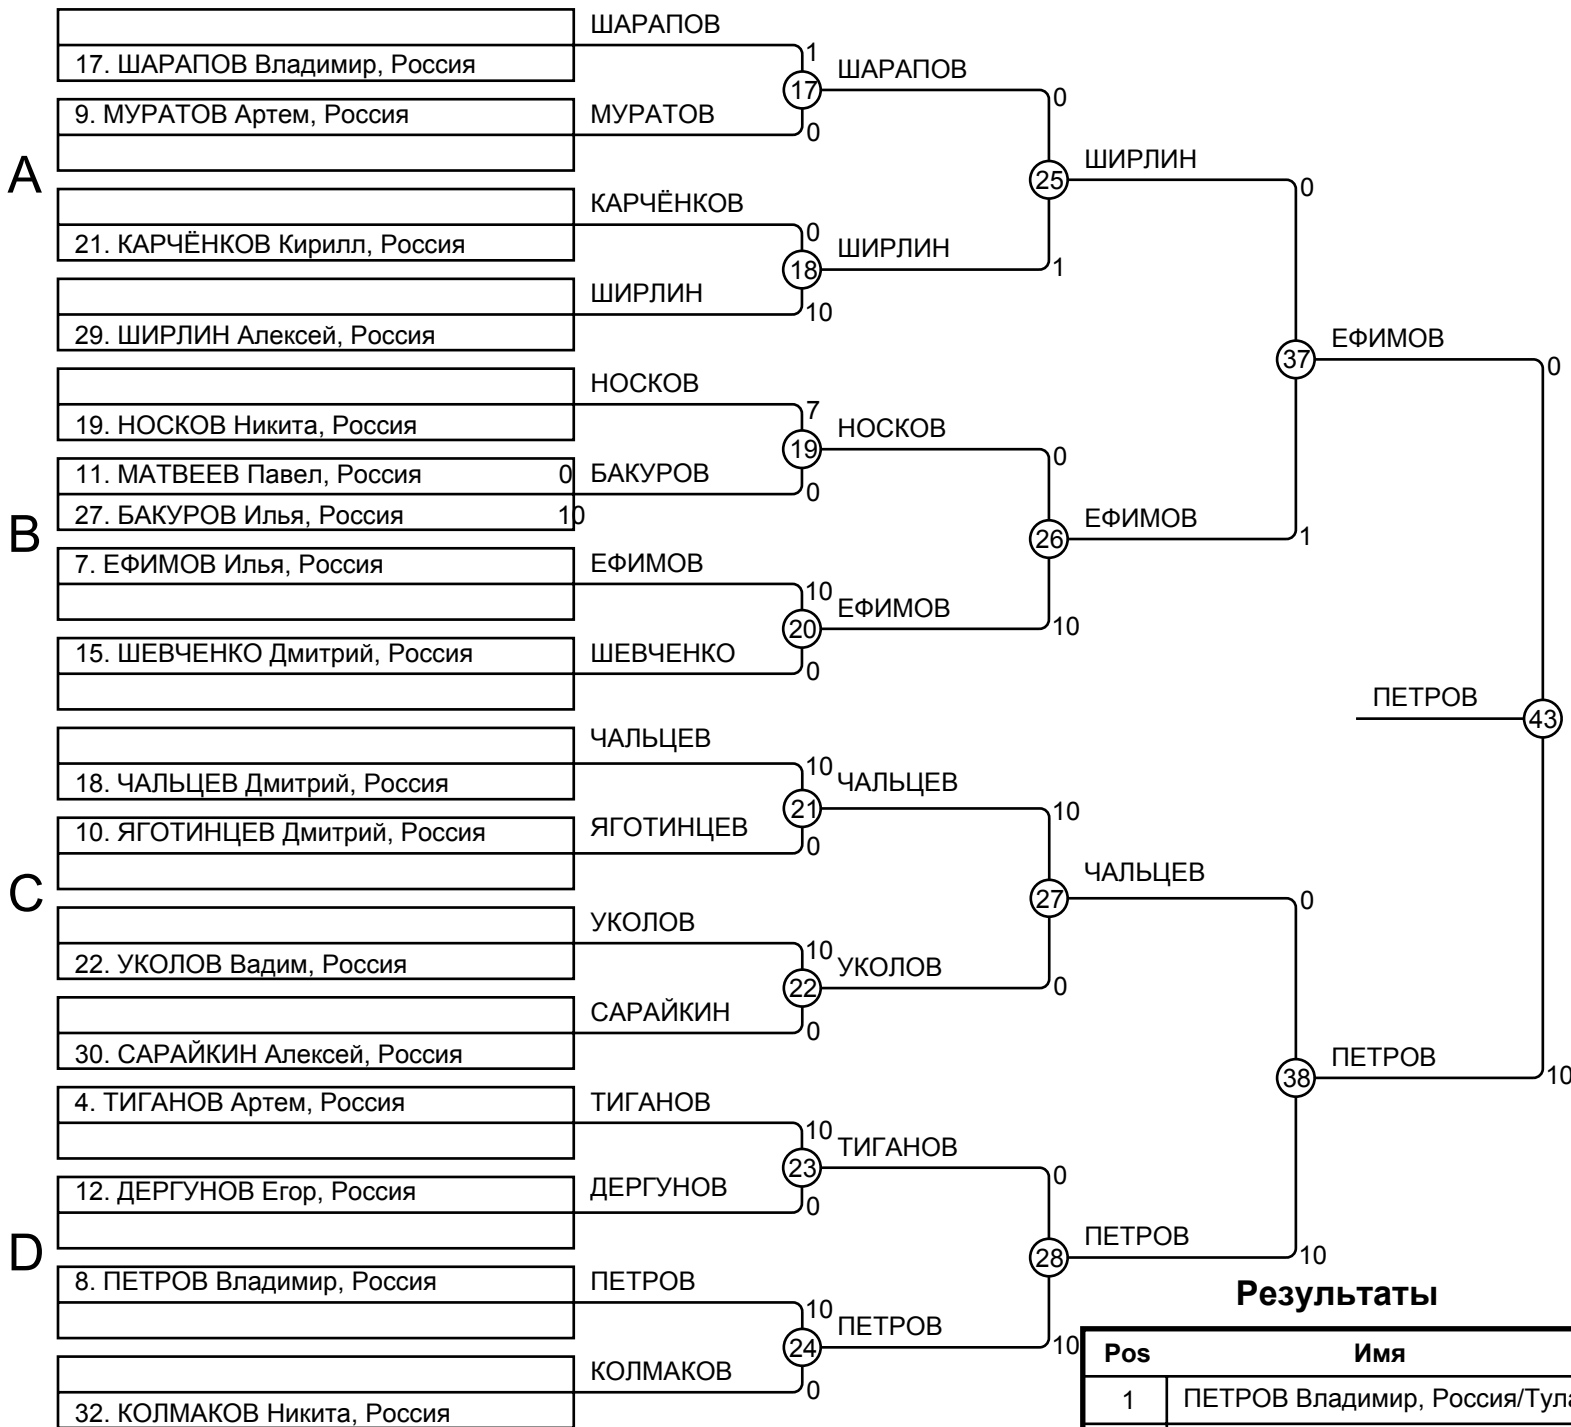 ШАРАПОВ
1
17. ШАРАПОВ Владимир, Россия
17
ШАРАПОВ
0
9. МУРАТОВ Артем, Россия
МУРАТОВ
0
A
25
ШИРЛИН
0
КАРЧЁНКОВ
0
21. КАРЧЁНКОВ Кирилл, Россия
18
ШИРЛИН
1
ШИРЛИН
10
29. ШИРЛИН Алексей, Россия
37
ЕФИМОВ
0
НОСКОВ
7
19. НОСКОВ Никита, Россия
19
НОСКОВ
0
11. МАТВЕЕВ Павел, Россия 0
БАКУРОВ
0
27. БАКУРОВ Илья, Россия 10
B
26
ЕФИМОВ
1
7. ЕФИМОВ Илья, Россия
ЕФИМОВ
10
20
ЕФИМОВ
10
15. ШЕВЧЕНКО Дмитрий, Россия
ШЕВЧЕНКО
0
ПЕТРОВ
43
ЧАЛЬЦЕВ
10
18. ЧАЛЬЦЕВ Дмитрий, Россия
21
ЧАЛЬЦЕВ
10
10. ЯГОТИНЦЕВ Дмитрий, Россия
ЯГОТИНЦЕВ
0
C
27
ЧАЛЬЦЕВ
0
УКОЛОВ
10
22. УКОЛОВ Вадим, Россия
22
УКОЛОВ
0
САРАЙКИН
0
30. САРАЙКИН Алексей, Россия
38
ПЕТРОВ
10
4. ТИГАНОВ Артем, Россия
ТИГАНОВ
10
23
ТИГАНОВ
0
12. ДЕРГУНОВ Егор, Россия
ДЕРГУНОВ
0
D
28
ПЕТРОВ
10
8. ПЕТРОВ Владимир, Россия
ПЕТРОВ
10
24
ПЕТРОВ
10
КОЛМАКОВ
0
32. КОЛМАКОВ Никита, Россия
Результаты
Pos Имя
1 ПЕТРОВ Владимир, Россия/Тула